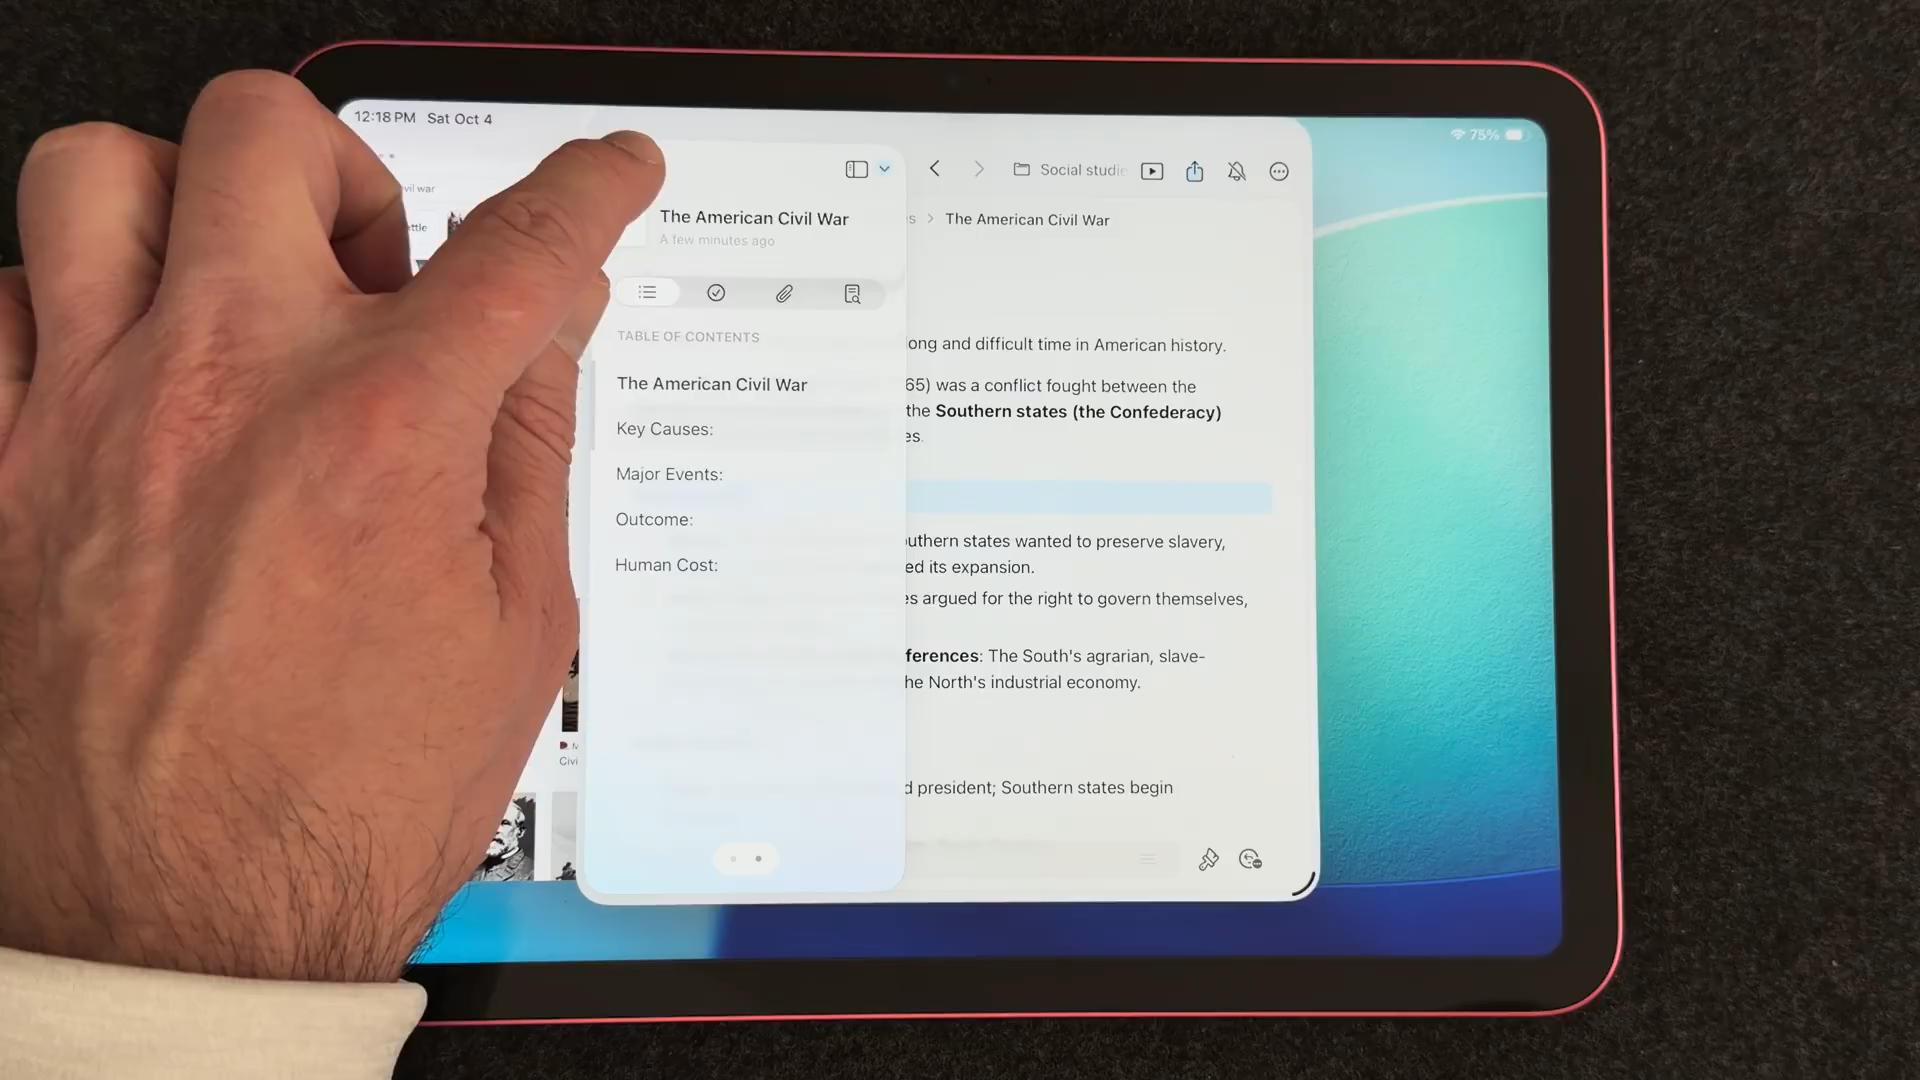 12:18 PM Sat Oct 4
75%
Social studie
The American Civil War
A few minutes ago
s > The American Civil War
TABLE OF CONTENTS
The American Civil War
Key Causes:
Major Events:
Outcome:
Human Cost:
ong and difficult time in American history.
65) was a conflict fought between the
the Southern states (the Confederacy)
es.
uthern states wanted to preserve slavery,
ed its expansion.
es argued for the right to govern themselves,
ferences: The South's agrarian, slave-
he North's industrial economy.
d president; Southern states begin
vil war
ttle
Civi